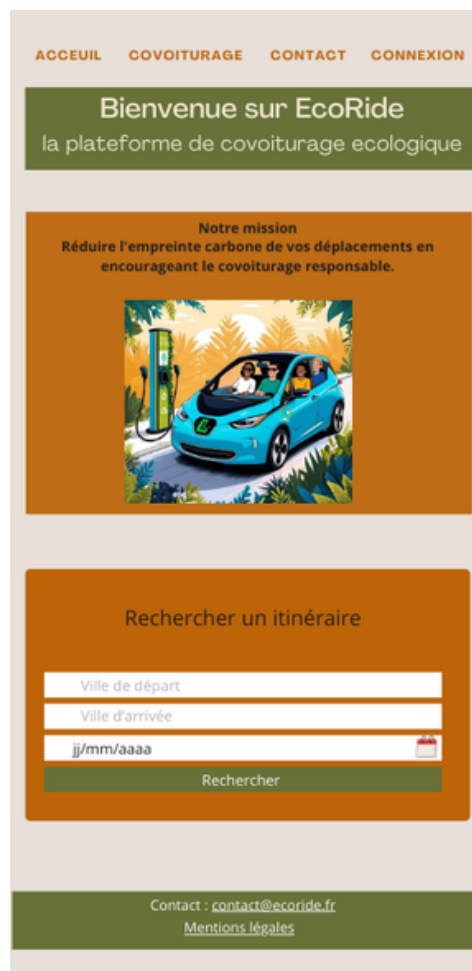 ACCEUIL COVOITURAGE CONTACT CONNEXION
Bienvenue sur EcoRide
la plateforme de covoiturage ecologique
Notre mission
Réduire l'empreinte carbone de vos déplacements en
encourageant le covoiturage responsable.
Rechercher un itinéraire
Ville de départ
Ville d'arrivée
jj/mm/aaaa
Rechercher
Contact : contact@ecoride.fr
Mentions légales